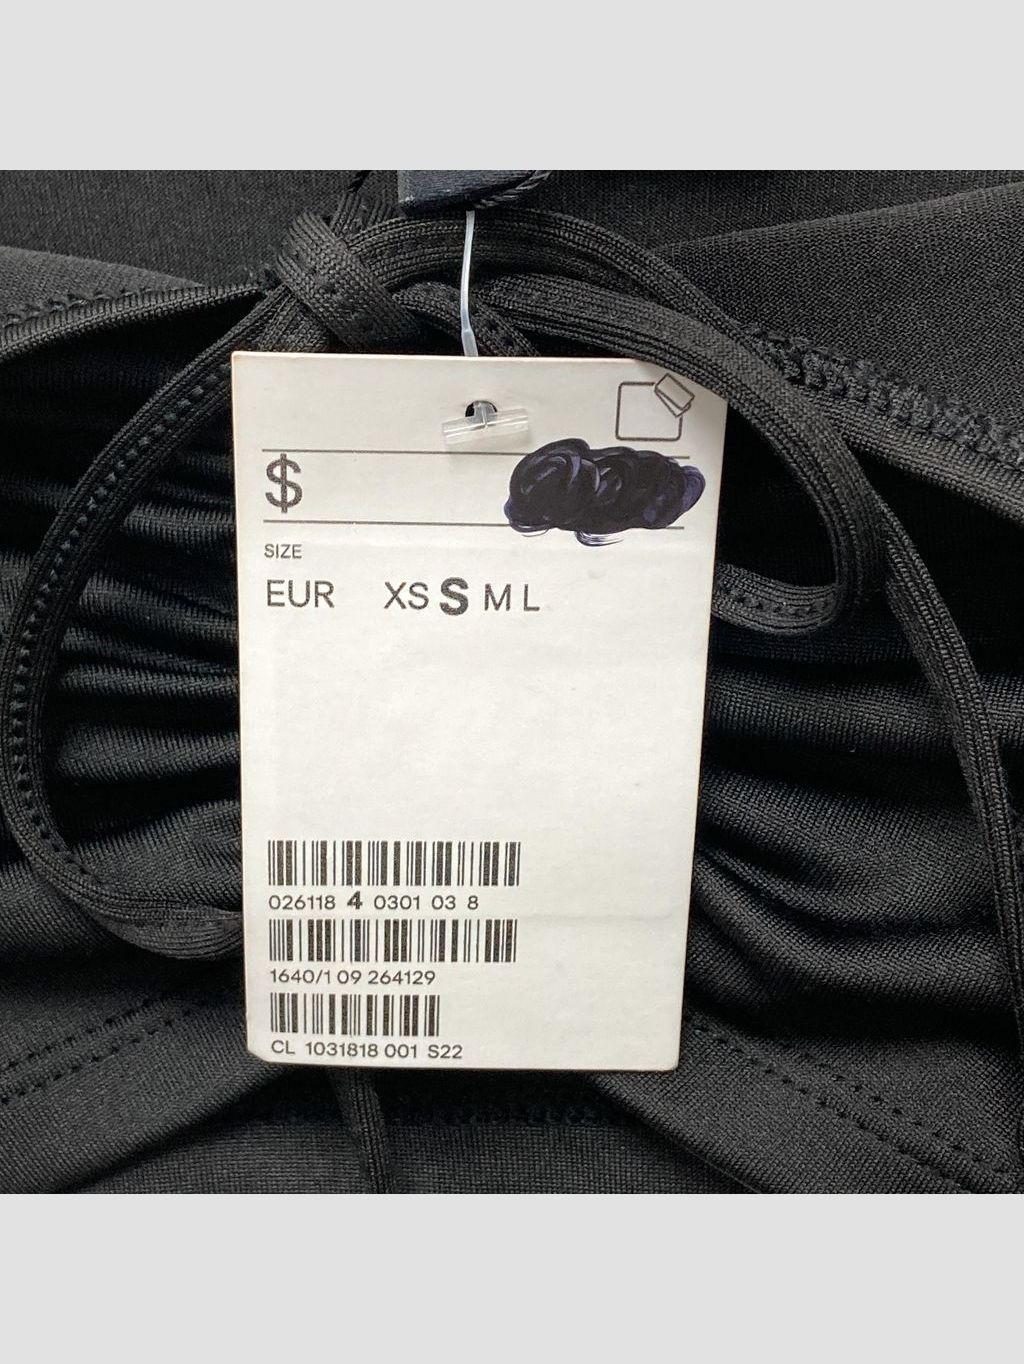 $
SIZE
EUR XS S M L
026118 4 0301 03 8
1640/1 09 264129
CL 1031818 001 S22